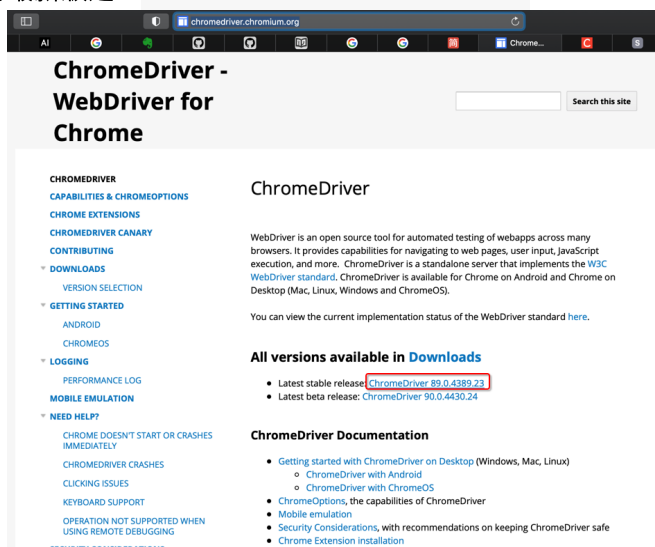 chromedriver.chromium.org
AI
G
G
G
简
Chrome...
C
S
ChromeDriver -
WebDriver for
Chrome
Search this site
CHROMEDRIVER
CAPABILITIES & CHROMEOPTIONS
CHROME EXTENSIONS
CHROMEDRIVER CANARY
CONTRIBUTING
DOWNLOADS
VERSION SELECTION
GETTING STARTED
ANDROID
CHROMEOS
LOGGING
PERFORMANCE LOG
MOBILE EMULATION
NEED HELP?
CHROME DOESN'T START OR CRASHES
IMMEDIATELY
CHROMEDRIVER CRASHES
CLICKING ISSUES
KEYBOARD SUPPORT
OPERATION NOT SUPPORTED WHEN
USING REMOTE DEBUGGING
ChromeDriver
WebDriver is an open source tool for automated testing of webapps across many
browsers. It provides capabilities for navigating to web pages, user input, JavaScript
execution, and more. ChromeDriver is a standalone server that implements the W3C
WebDriver standard. ChromeDriver is available for Chrome on Android and Chrome on
Desktop (Mac, Linux, Windows and ChromeOS).
You can view the current implementation status of the WebDriver standard here.
All versions available in Downloads
Latest stable release: ChromeDriver 89.0.4389.23
Latest beta release: ChromeDriver 90.0.4430.24
ChromeDriver Documentation
Getting started with ChromeDriver on Desktop (Windows, Mac, Linux)
ChromeDriver with Android
ChromeDriver with ChromeOS
ChromeOptions, the capabilities of ChromeDriver
Mobile emulation
Security Considerations, with recommendations on keeping ChromeDriver safe
Chrome Extension installation